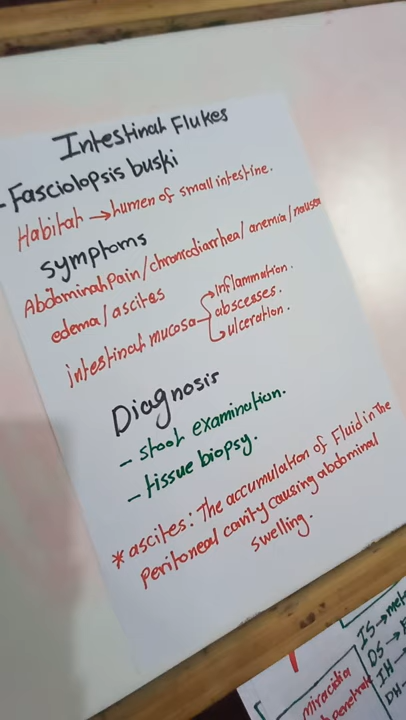 Intestinal Flukes
- Fasciolopsis buski
Habitat → lumen of small intestine.
symptoms
Abdominal Pain / chronic diarrhea / anemia / nausea
edema / ascites
intestinal mucosa
inflammation.
abscesses.
ulceration.
Diagnosis
- stool examination.
- tissue biopsy.
* ascites: The accumulation of Fluid in the
Peritoneal cavity causing abdominal
swelling.
miracidia
penetrate
IS →
DS →
IH →
DH